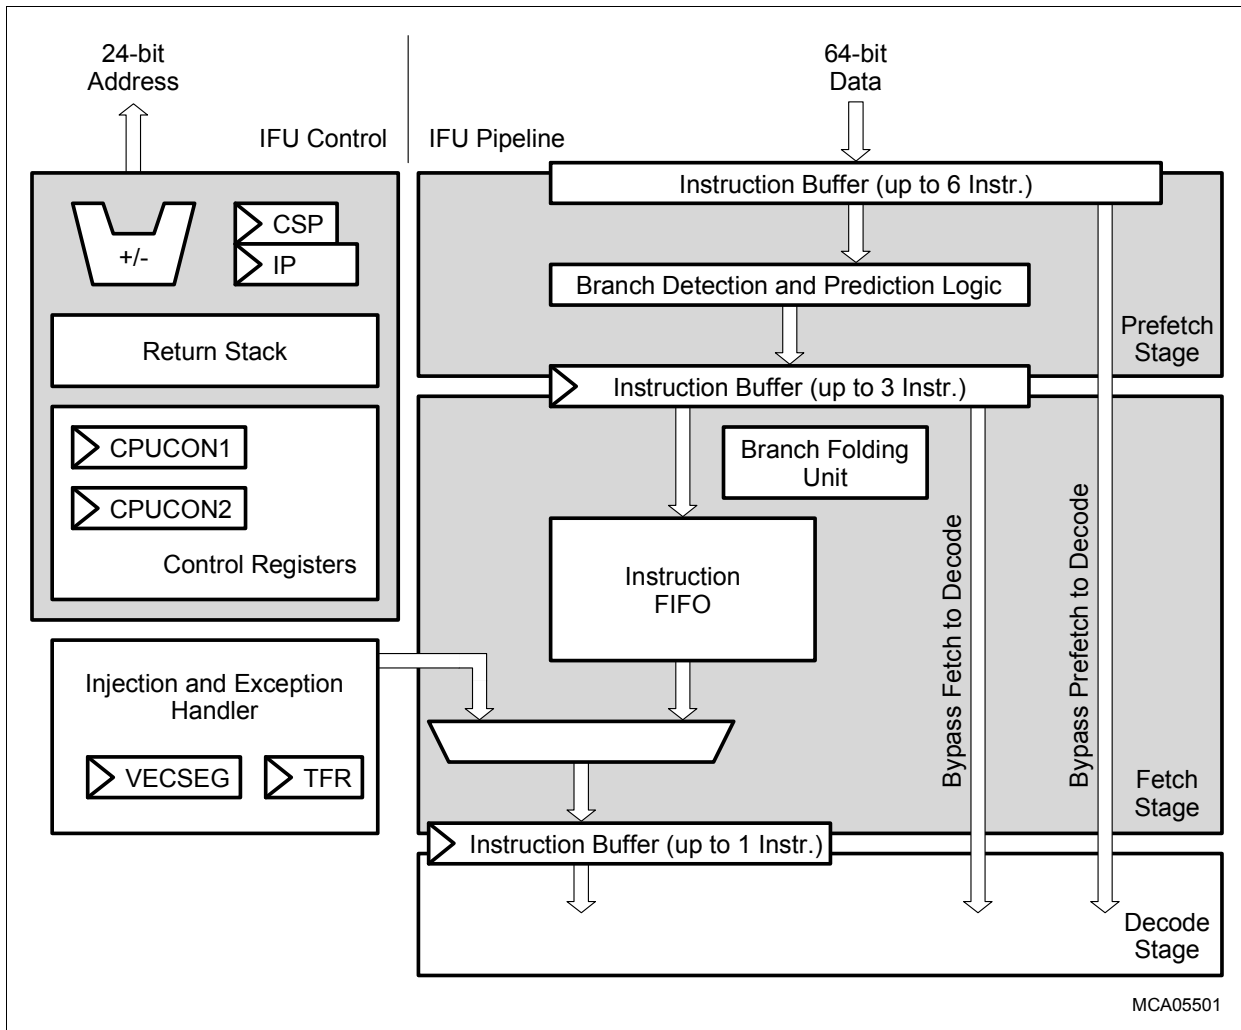 24-bit
Address
64-bit
Data
IFU Control
IFU Pipeline
Instruction Buffer (up to 6 Instr.)
+/-
CSP
IP
Branch Detection and Prediction Logic
Prefetch
Stage
Return Stack
Instruction Buffer (up to 3 Instr.)
CPUCON1
CPUCON2
Control Registers
Branch Folding
Unit
Instruction
FIFO
Bypass Fetch to Decode
Bypass Prefetch to Decode
Injection and Exception
Handler
VECSEG
TFR
Fetch
Stage
Instruction Buffer (up to 1 Instr.)
Decode
Stage
MCA05501